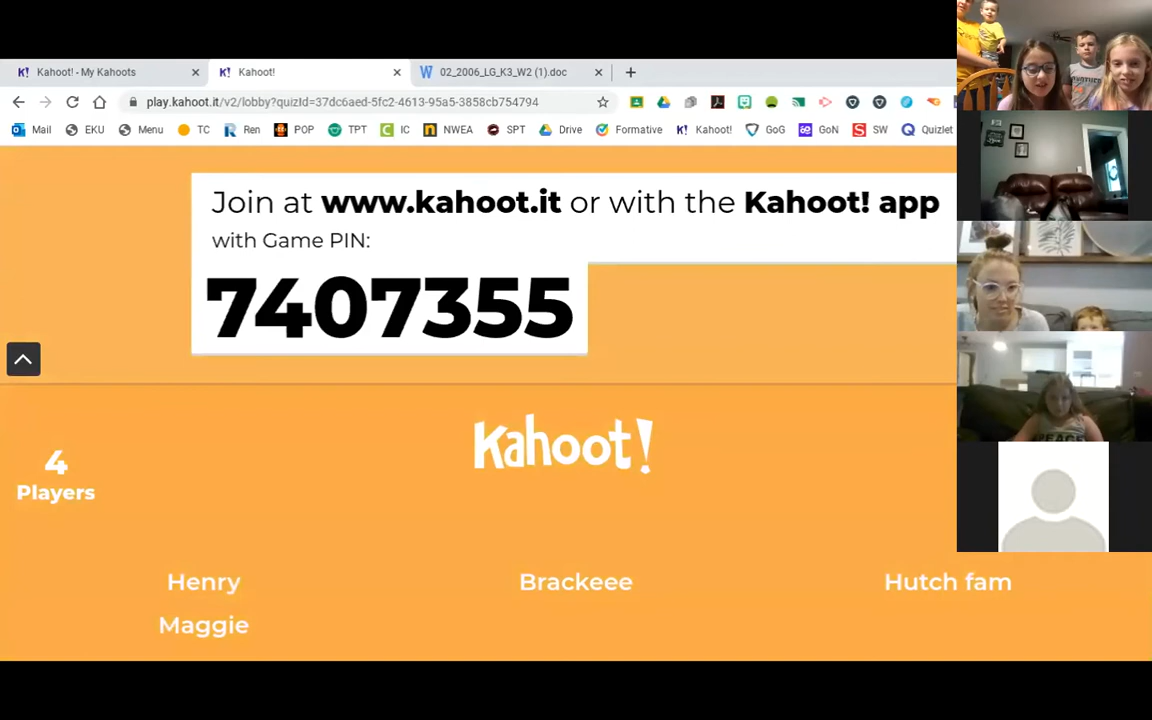 K! Kahoot! - My Kahoots
K! Kahoot!
02_2006_LG_K3_W2 (1).doc
play.kahoot.it/v2/lobby?quizId=37dc6aed-5fc2-4613-95a5-3858cb754794
Mail EKU Menu TC Ren POP TPT IC NWEA SPT Drive Formative K! Kahoot! GoG GoN SW Quizlet
Join at www.kahoot.it or with the Kahoot! app
with Game PIN:
7407355
Kahoot!
4
Players
Henry Brackeee Hutch fam
Maggie
PEACE